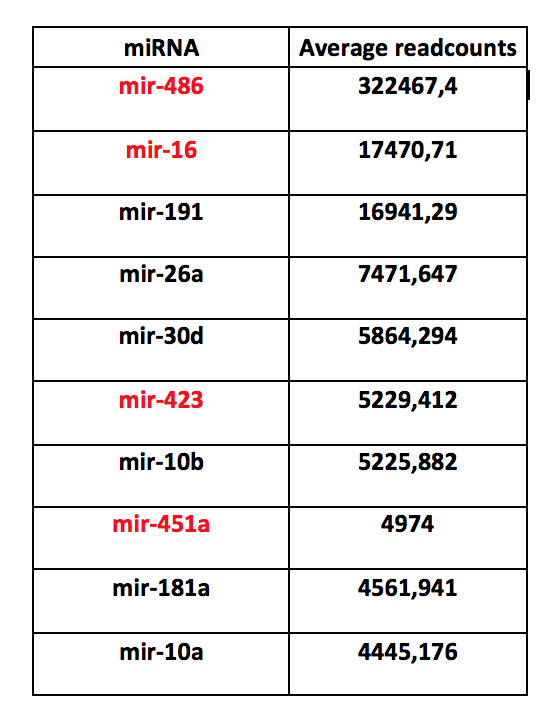 miRNA Average readcounts
mir-486 322467,4
mir-16 17470,71
mir-191 16941,29
mir-26a 7471,647
mir-30d 5864,294
mir-423 5229,412
mir-10b 5225,882
mir-451a 4974
mir-181a 4561,941
mir-10a 4445,176